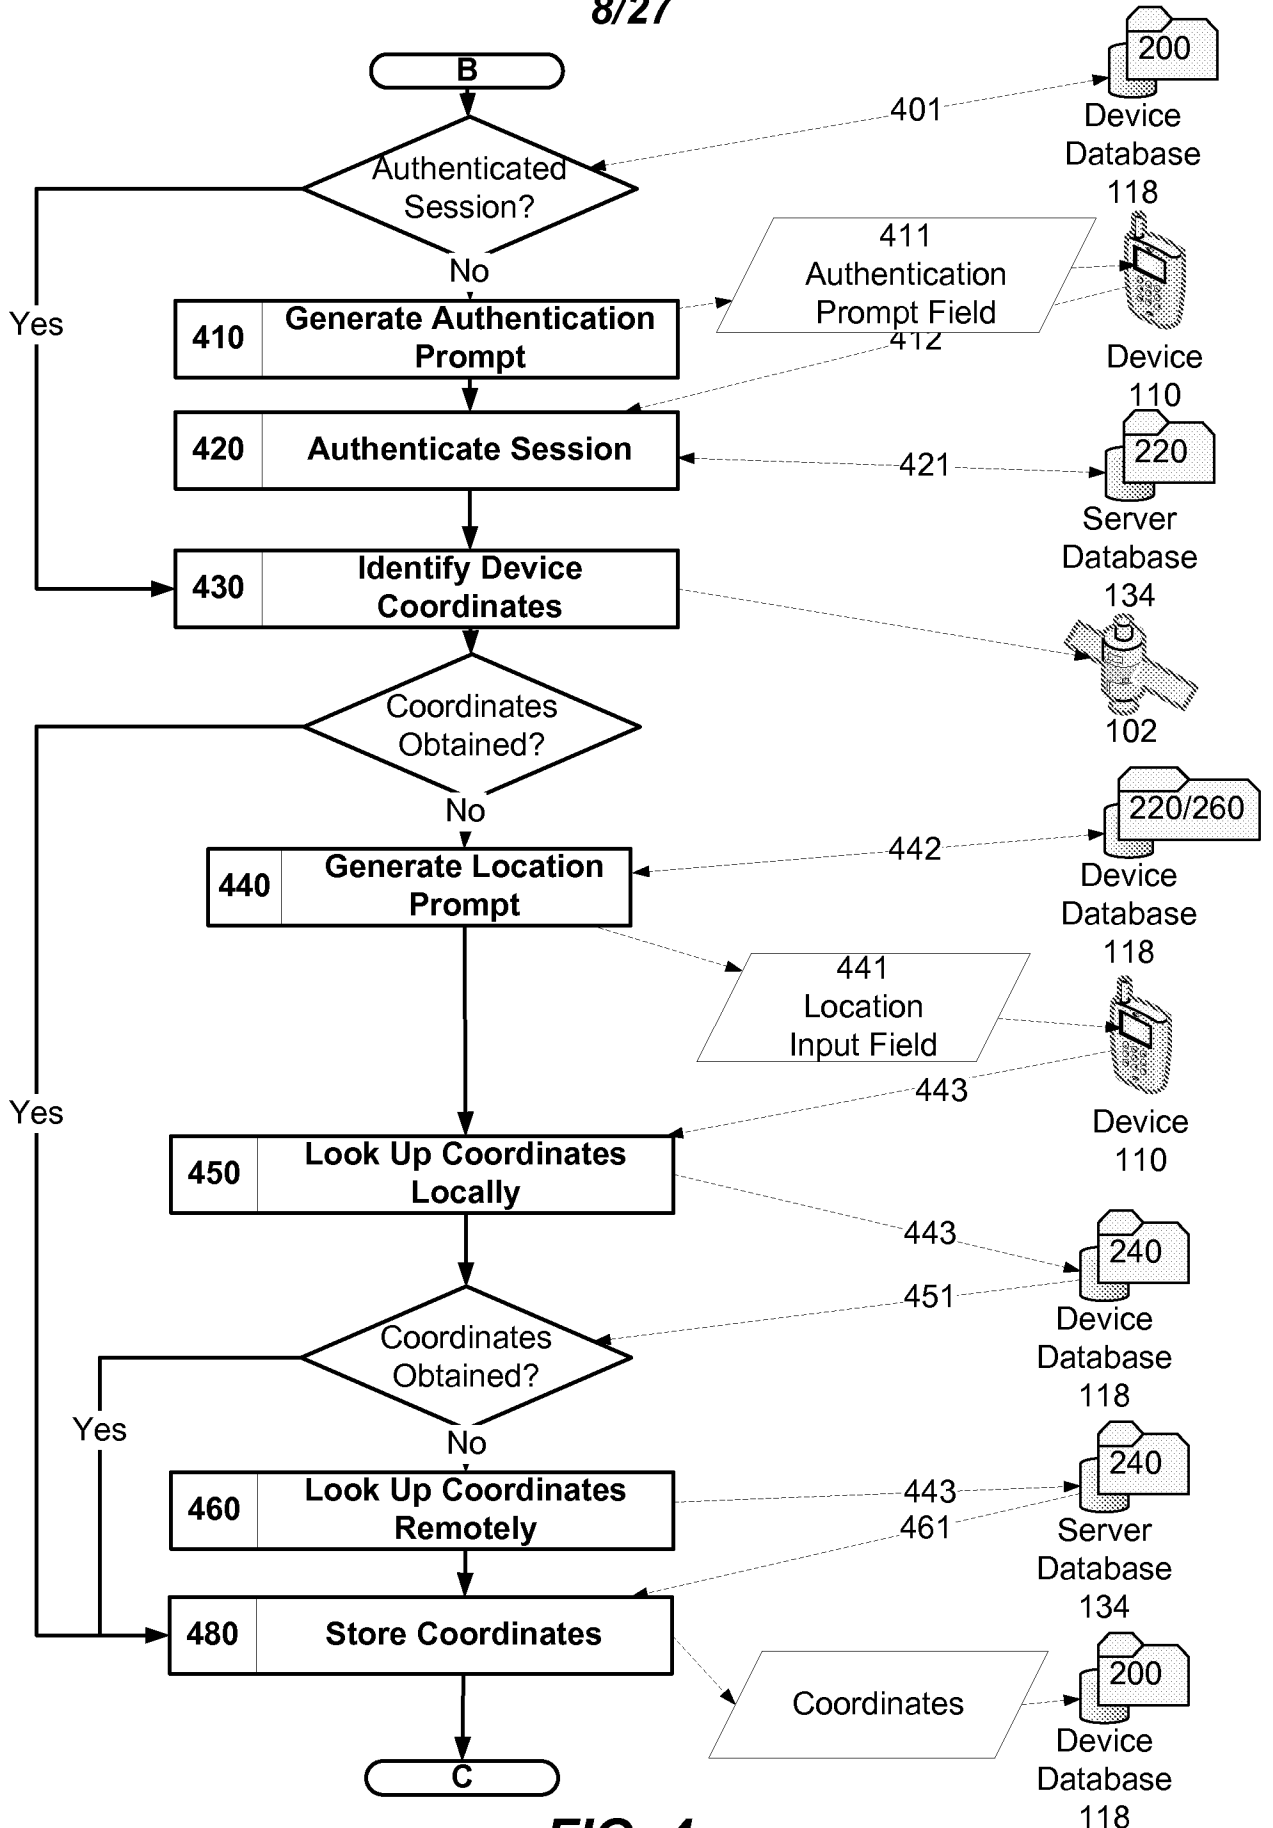 8/27
B
200
401
Device
Database
118
Authenticated
Session?
Yes
No
411
Authentication
Prompt Field
410
Generate Authentication
Prompt
412
Device
110
420
Authenticate Session
421
220
Server
Database
134
430
Identify Device
Coordinates
102
Coordinates
Obtained?
No
220/260
442
Device
Database
118
440
Generate Location
Prompt
441
Location
Input Field
Yes
443
Device
110
450
Look Up Coordinates
Locally
443
240
451
Device
Database
118
Coordinates
Obtained?
Yes
No
240
460
Look Up Coordinates
Remotely
443
461
Server
Database
134
480
Store Coordinates
200
Coordinates
Device
Database
118
C
FIG. 4